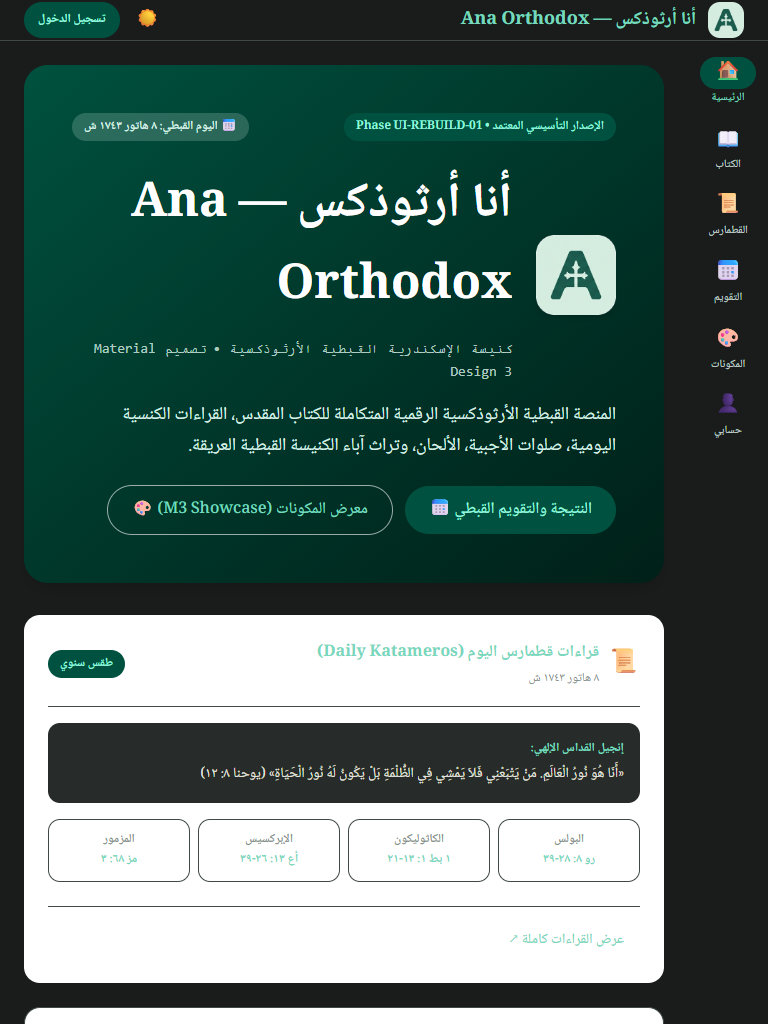 أنا أرثوذكس — Ana Orthodox
تسجيل الدخول
الرئيسية
الكتاب
القطمارس
التقويم
المكونات
حسابي
الإصدار التأسيسي المعتمد • Phase UI-REBUILD-01
اليوم القبطي: ٨ هاتور ١٧٤٣ ش
أنا أرثوذكس — Ana
Orthodox
كنيسة الإسكندرية القبطية الأرثوذكسية • تصميم Material
Design 3
المنصة القبطية الأرثوذكسية الرقمية المتكاملة للكتاب المقدس، القراءات الكنسية
اليومية، صلوات الأجبية، الألحان، وتراث آباء الكنيسة القبطية العريقة.
النتيجة والتقويم القبطي
معرض المكونات (M3 Showcase)
قراءات قطمارس اليوم (Daily Katameros)
٨ هاتور ١٧٤٣ ش
طقس سنوي
إنجيل القداس الإلهي:
«أَنَا هُوَ نُورُ الْعَالَمِ. مَنْ يَتْبَعْنِي فَلاَ يَمْشِي فِي الظُّلْمَةِ بَلْ يَكُونُ لَهُ نُورُ الْحَيَاةِ» (يوحنا ٨: ١٢)
البولس
رو ٨: ٢٨-٣٩
الكاثوليكون
١ بط ١: ١٣-٢١
الإبركسيس
أع ١٣: ٢٦-٣٩
المزمور
مز ٦٨: ٣
عرض القراءات كاملة ↗